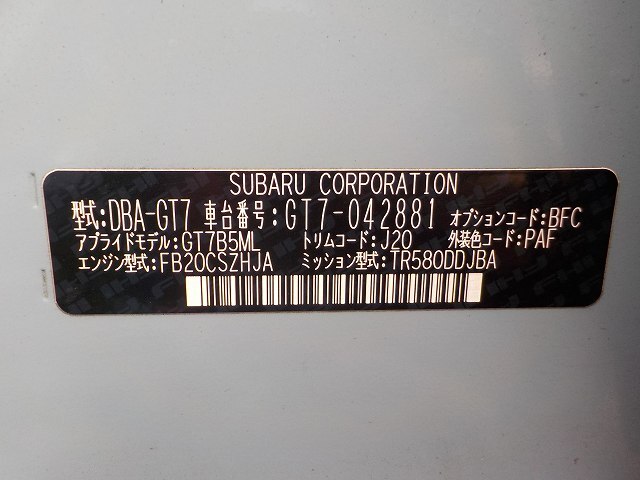 SUBARU CORPORATION
型式:DBA-GT7 車台番号:GT7-042881 オプションコード:BFC
アプライドモデル:GT7B5ML トリムコード:J20 外装色コード:PAF
エンジン型式:FB20CSZHJA ミッション型式:TR580DDJBA